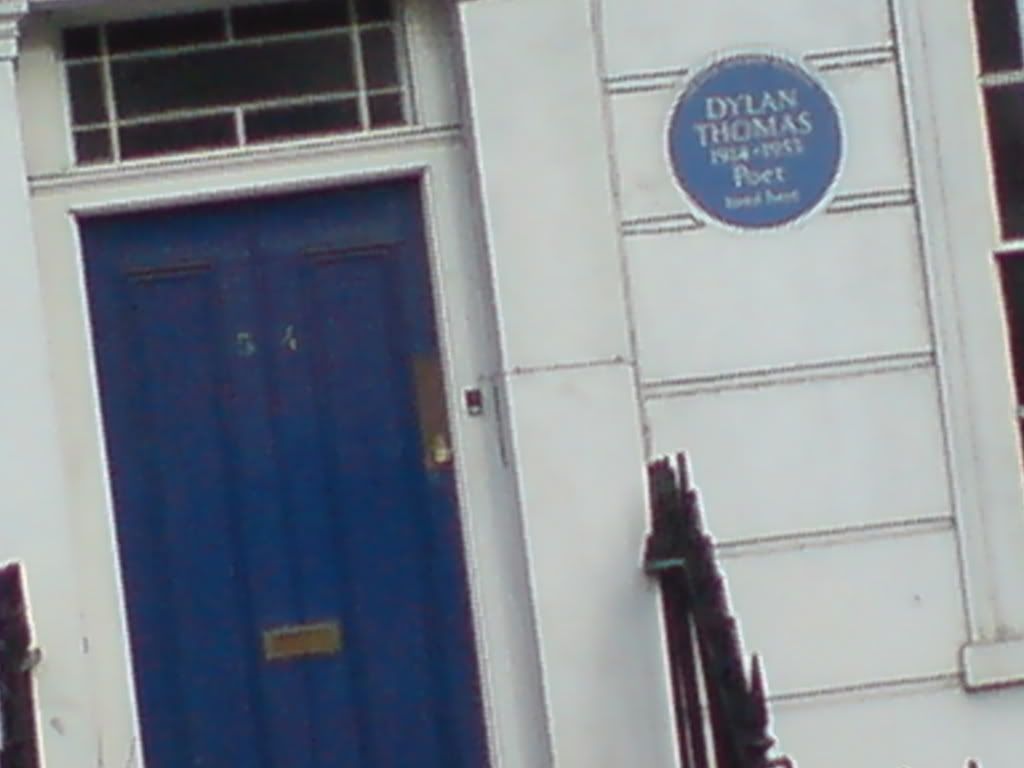 DYLAN
THOMAS
1914-1953
Poet
lived here
54